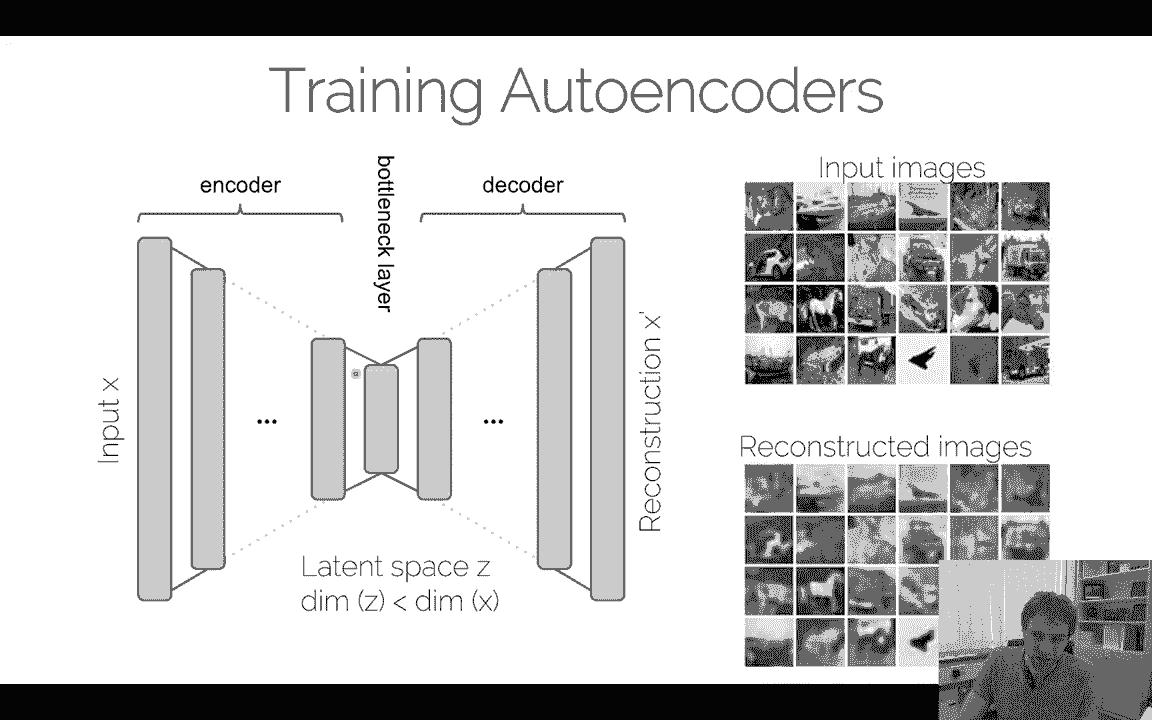 Training Autoencoders
encoder
bottleneck layer
decoder
Input x
...
...
Reconstruction x'
Latent space z
dim (z) < dim (x)
Input images
Reconstructed images